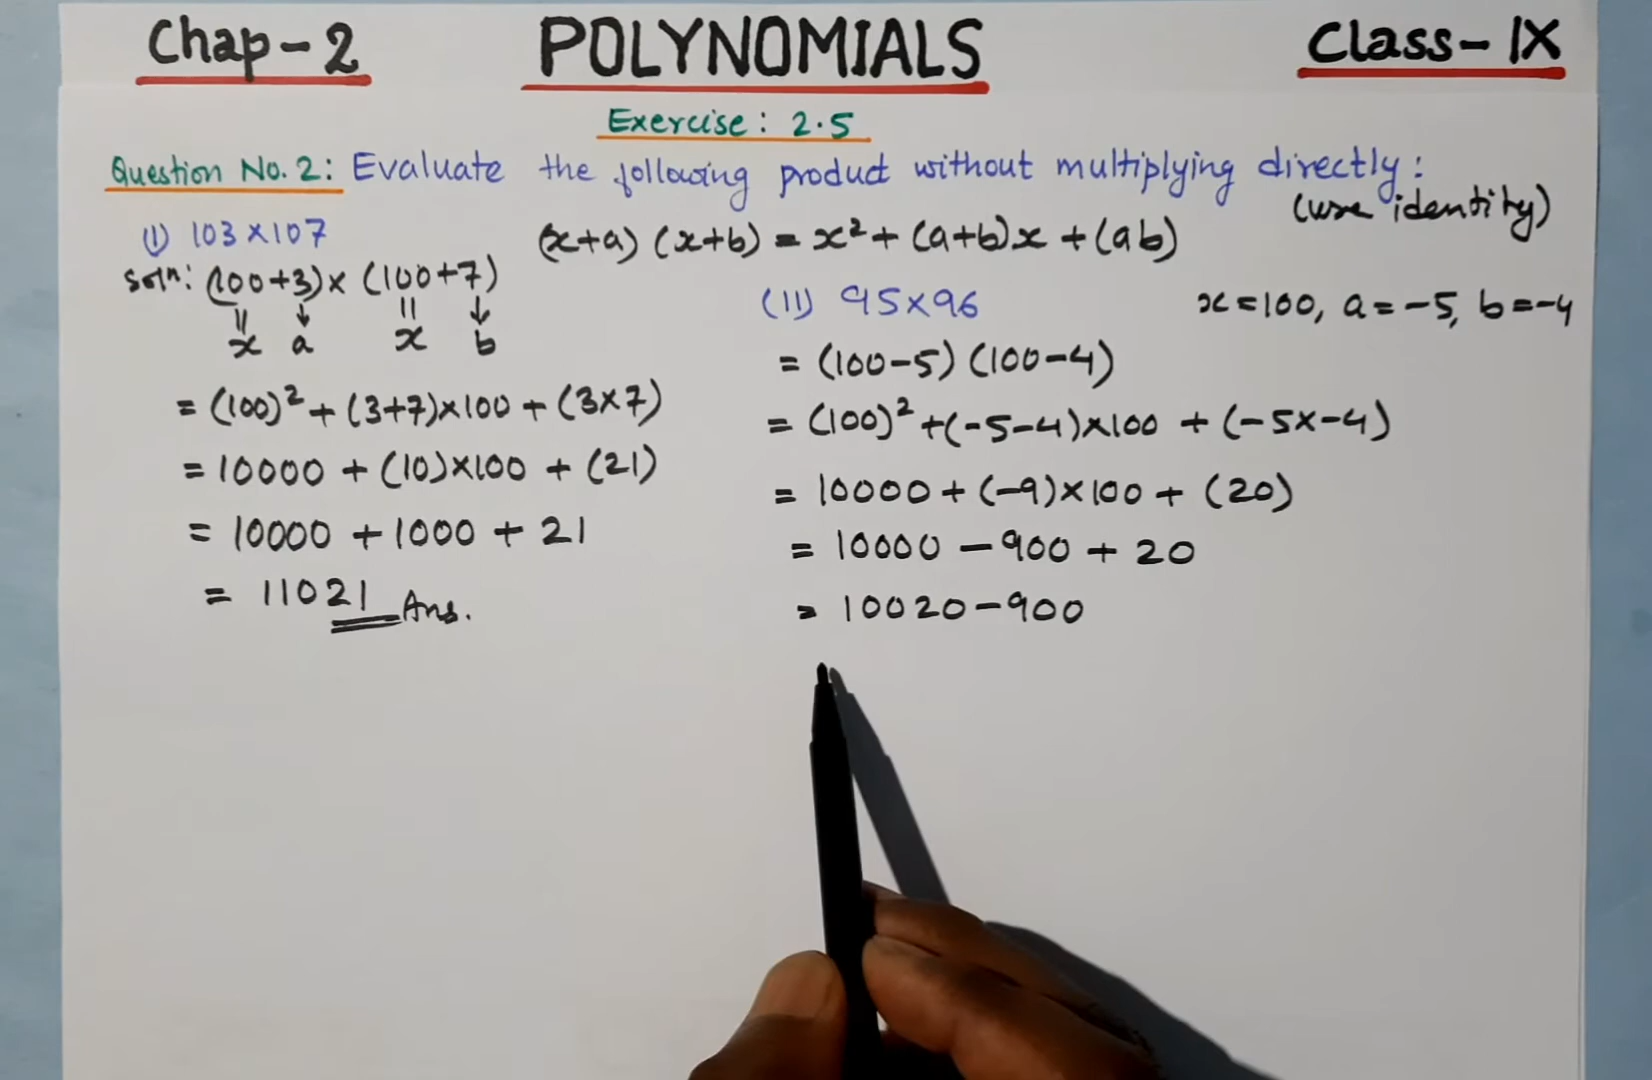 Chap-2 POLYNOMIALS Class-IX
Exercise: 2.5
Question No. 2: Evaluate the following product without multiplying directly:
(use identity)
(I) 103×107
(x+a) (x+b) = x² + (a+b)x + (ab)
Soln: (100+3)× (100+7)
= ↓ = ↓
x a x b
= (100)² + (3+7)×100 + (3×7)
= 10000 + (10)×100 + (21)
= 10000 + 1000 + 21
= 11021 Ans.
(II) 95×96
x=100, a=-5, b=-4
= (100-5) (100-4)
= (100)² +(-5-4)×100 + (-5×-4)
= 10000 + (-9)×100 + (20)
= 10000 - 900 + 20
= 10020-900